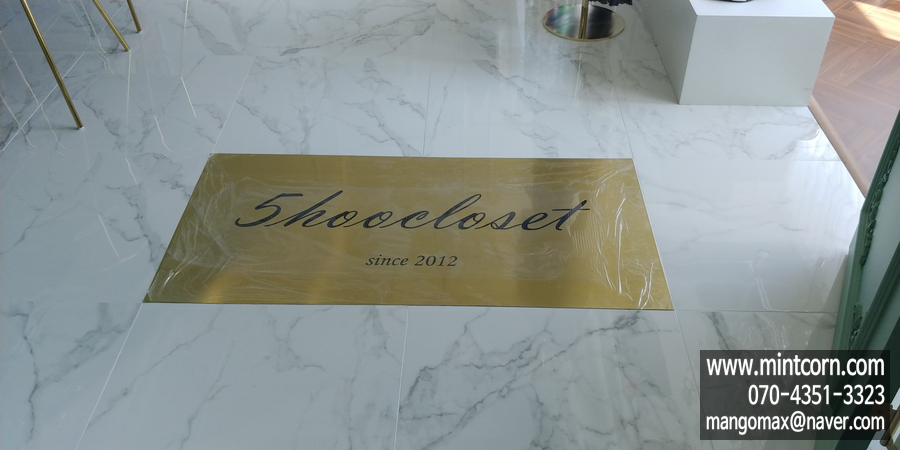 5hoocloset
since 2012
www.mintcorn.com
070-4351-3323
mangomax@naver.com